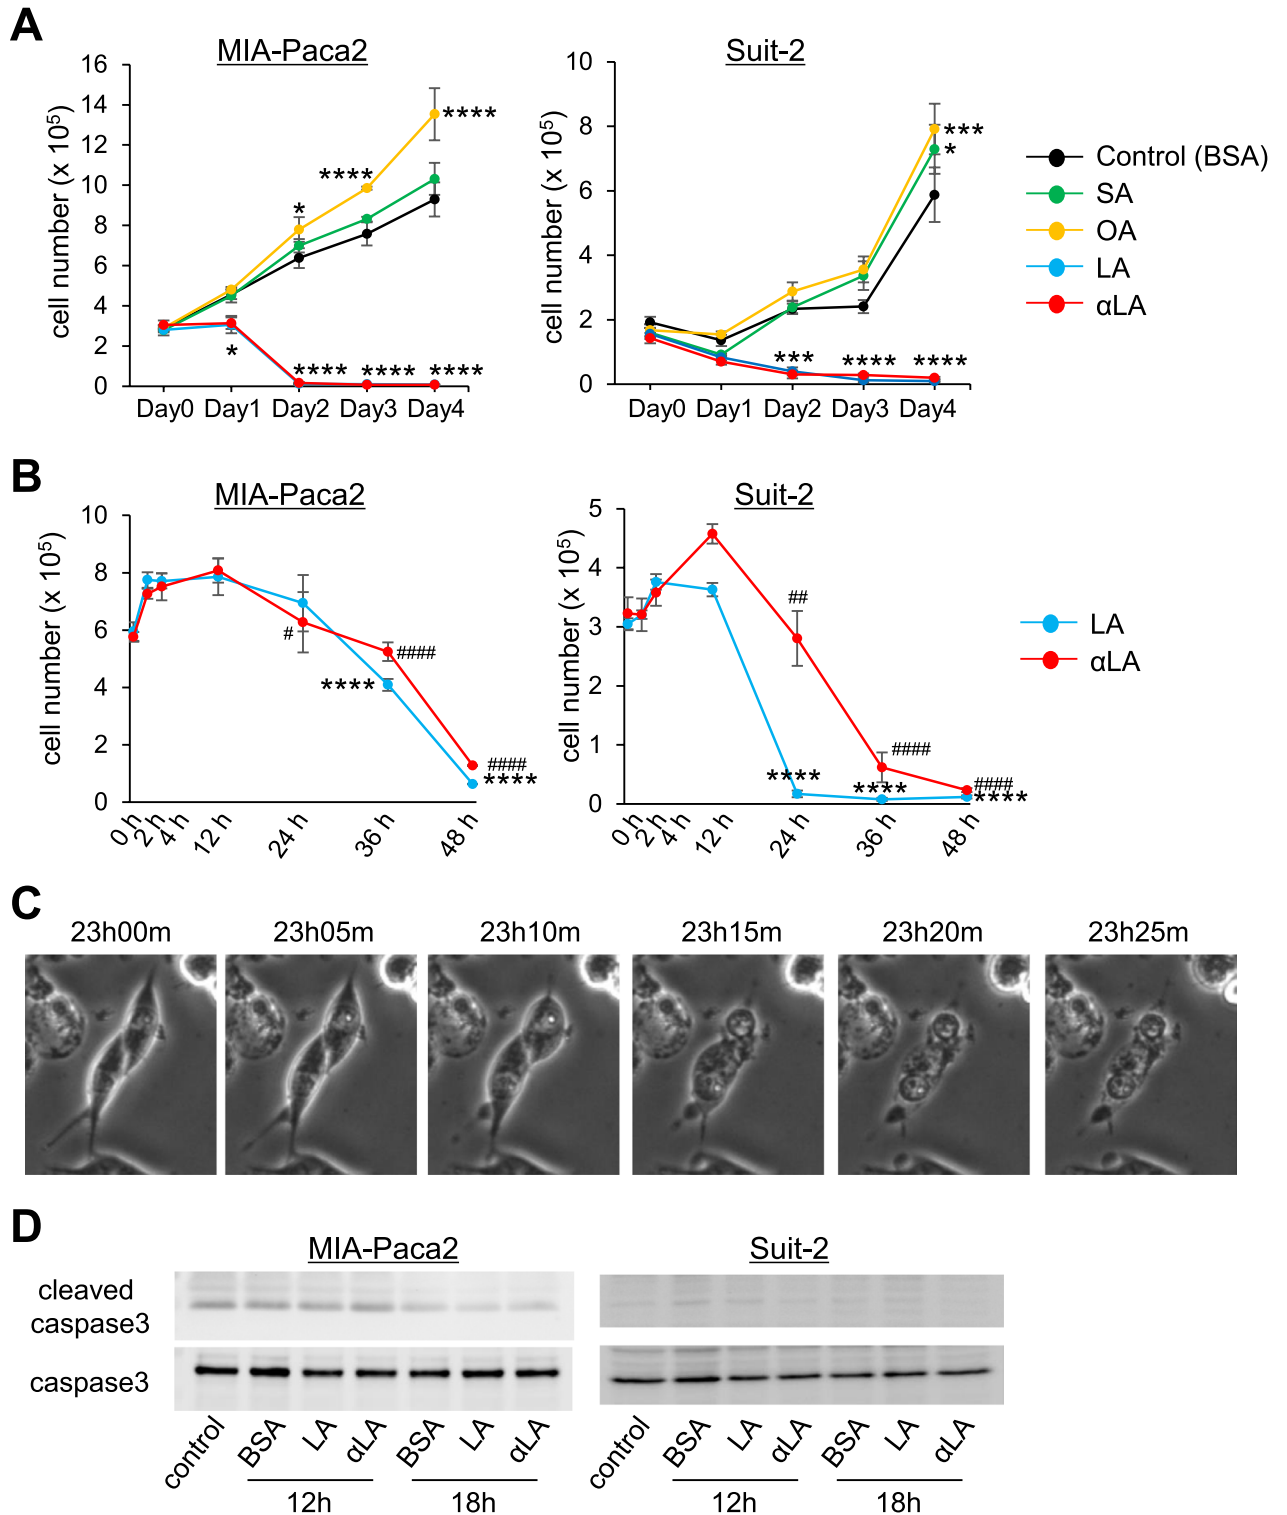 A
MIA-Paca2
Suit-2
cell number (x 10⁵)
16
14
12
10
8
6
4
2
0
Day0 Day1 Day2 Day3 Day4
* **** ****
* **** **** ****
cell number (x 10⁵)
10
8
6
4
2
0
Day0 Day1 Day2 Day3 Day4
***
*
*** **** ****
Control (BSA)
SA
OA
LA
αLA
B
MIA-Paca2
Suit-2
cell number (x 10⁵)
10
8
6
4
2
0
0 h 2 h 4 h 12 h 24 h 36 h 48 h
# #### ####
**** ****
cell number (x 10⁵)
5
4
3
2
1
0
0 h 2 h 4 h 12 h 24 h 36 h 48 h
## #### ####
**** **** ****
LA
αLA
C
23h00m 23h05m 23h10m 23h15m 23h20m 23h25m
D
MIA-Paca2
Suit-2
cleaved
caspase3
caspase3
control BSA LA αLA BSA LA αLA
12h 18h
control BSA LA αLA BSA LA αLA
12h 18h